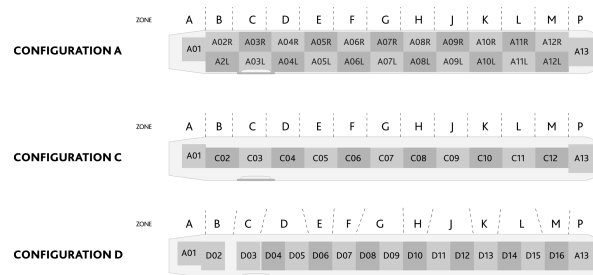 ZONE A B C D E F G H J K L M P
CONFIGURATION A
A01 A02R A03R A04R A05R A06R A07R A08R A09R A10R A11R A12R A13
A2L A03L A04L A05L A06L A07L A08L A09L A10L A11L A12L
ZONE A B C D E F G H J K L M P
CONFIGURATION C
A01 C02 C03 C04 C05 C06 C07 C08 C09 C10 C11 C12 A13
ZONE A B C D E F G H J K L M P
CONFIGURATION D
A01 D02 D03 D04 D05 D06 D07 D08 D09 D10 D11 D12 D13 D14 D15 D16 A13